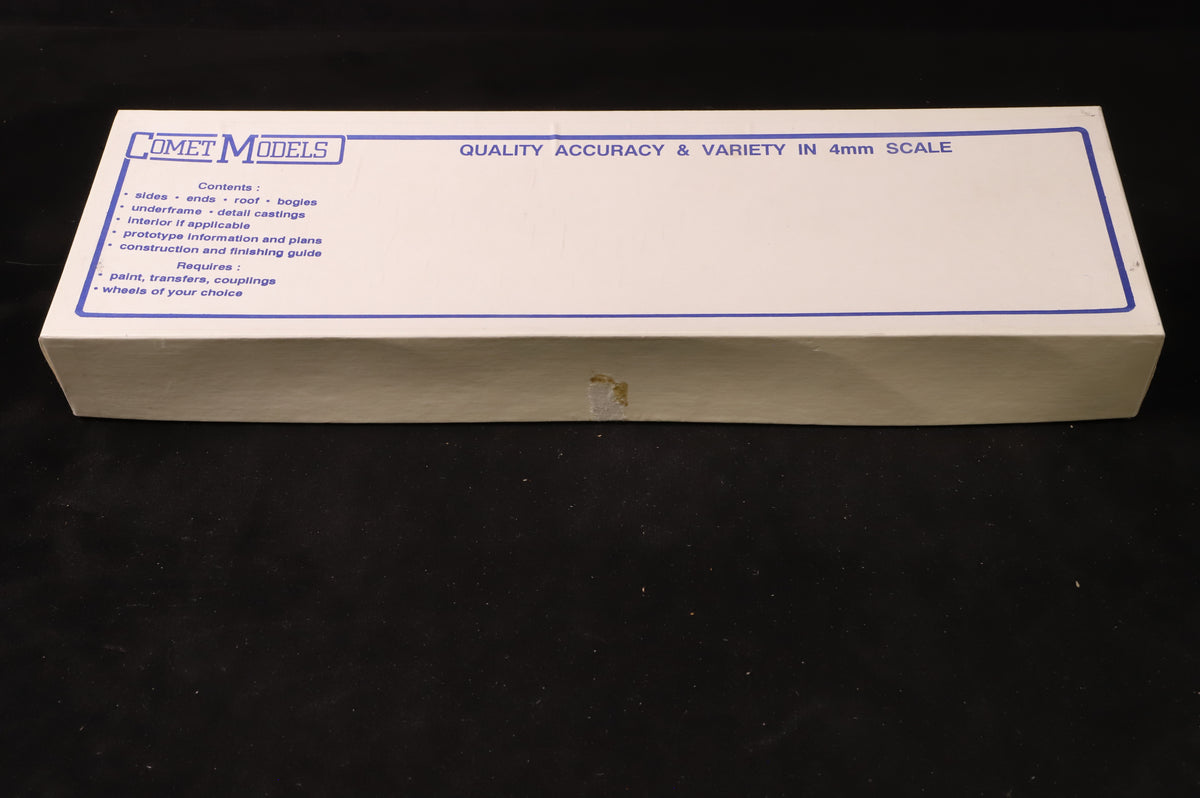 COMET MODELS
QUALITY ACCURACY & VARIETY IN 4mm SCALE
Contents :
• sides • ends • roof • bogies
• underframe • detail castings
• interior if applicable
• prototype information and plans
• construction and finishing guide
Requires :
• paint, transfers, couplings
• wheels of your choice